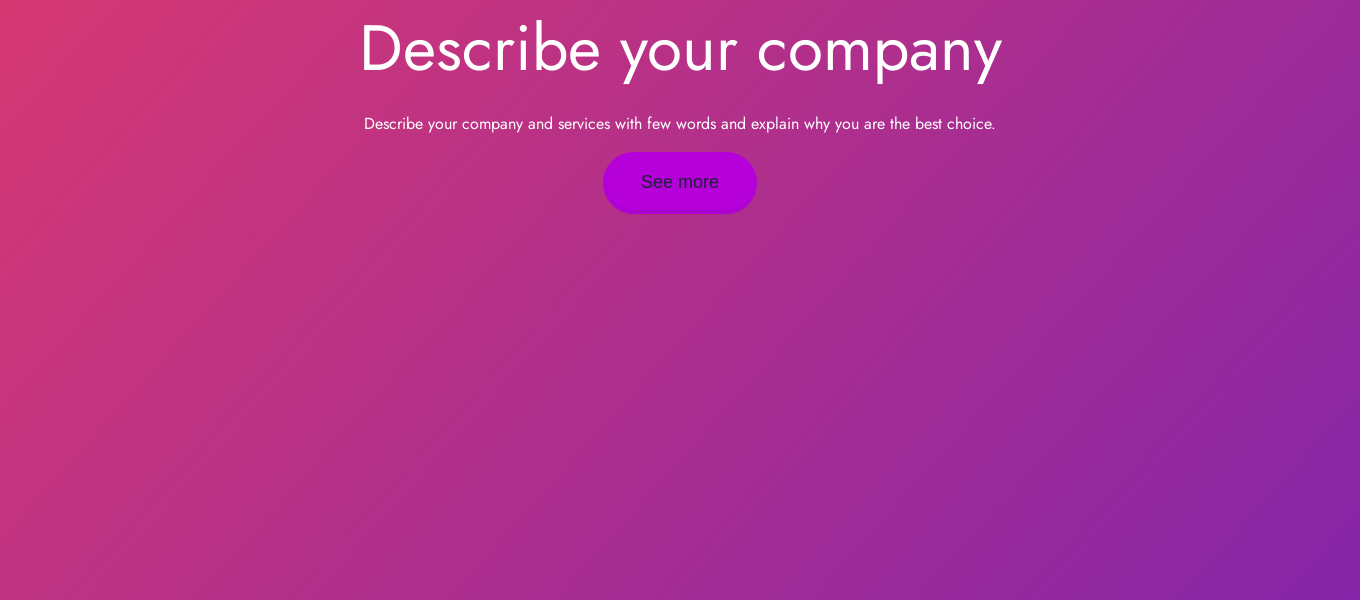 Describe your company
Describe your company and services with few words and explain why you are the best choice.
See more